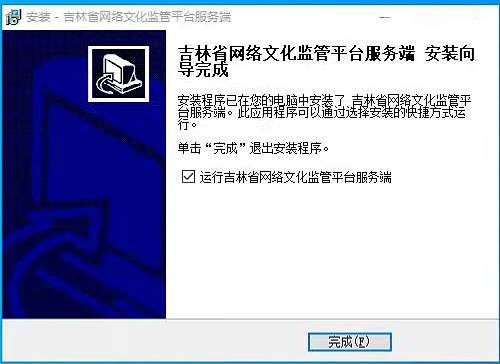 安装 - 吉林省网络文化监管平台服务端
吉林省网络文化监管平台服务端 安装向
导完成
安装程序已在您的电脑中安装了 吉林省网络文化监管平
台服务端。此应用程序可以通过选择安装的快捷方式运
行。
单击“完成”退出安装程序。
运行吉林省网络文化监管平台服务端
完成(F)